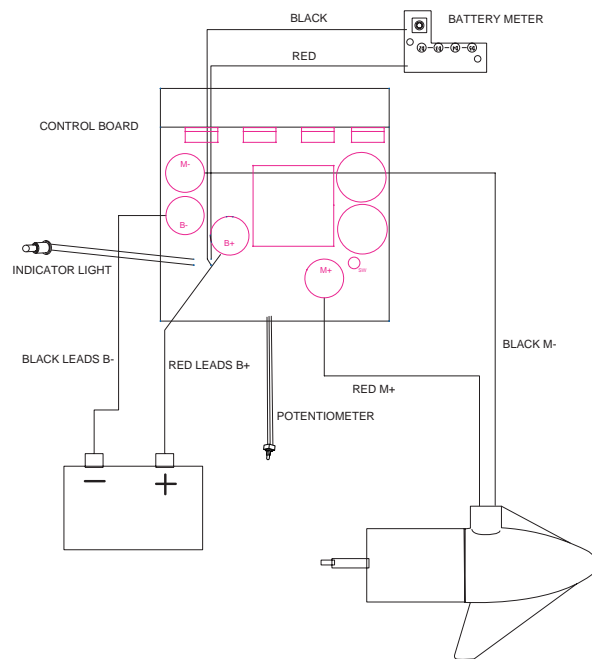 BLACK
BATTERY METER
RED
CONTROL BOARD
M-
B-
B+
M+
SW
INDICATOR LIGHT
BLACK LEADS B-
RED LEADS B+
BLACK M-
RED M+
POTENTIOMETER